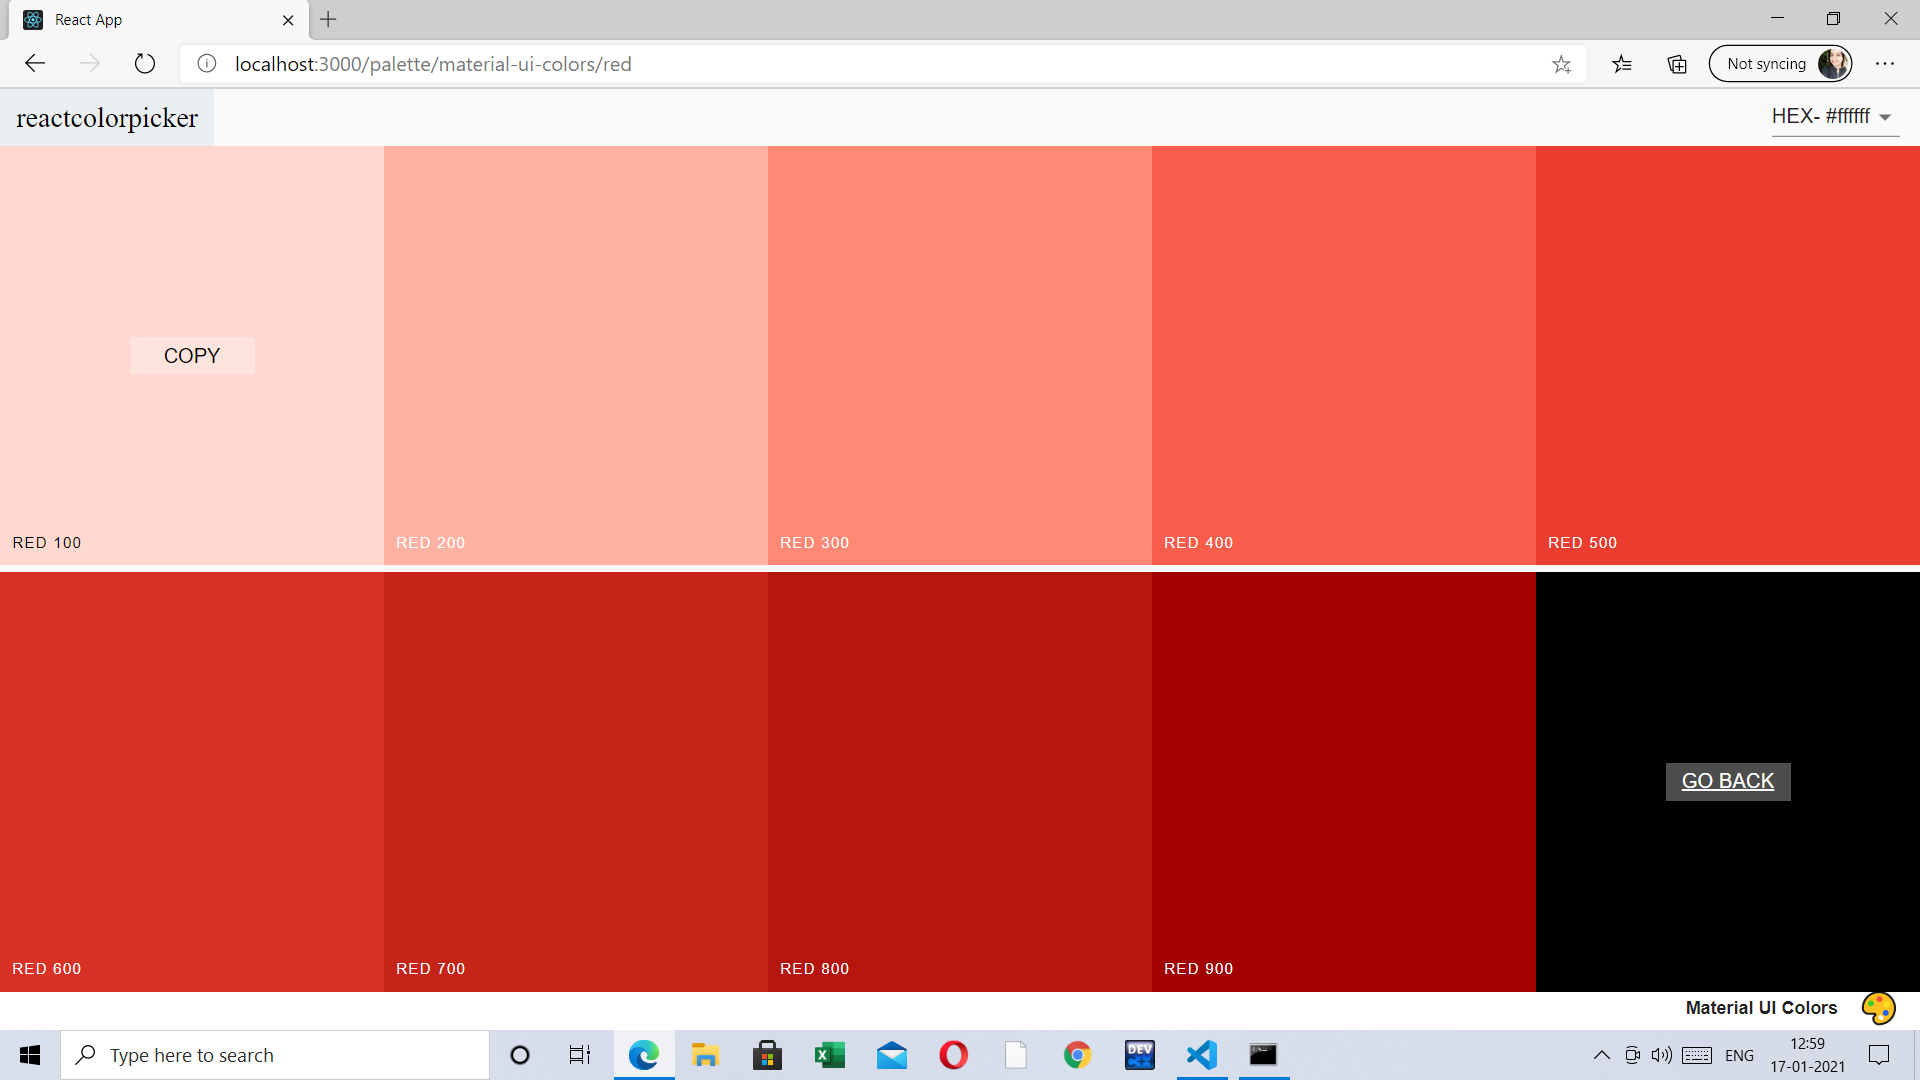 React App
localhost:3000/palette/material-ui-colors/red
Not syncing
reactcolorpicker
HEX- #ffffff
COPY
RED 100
RED 200
RED 300
RED 400
RED 500
GO BACK
RED 600
RED 700
RED 800
RED 900
Material UI Colors
Type here to search
DEV
C++
ENG
12:59
17-01-2021